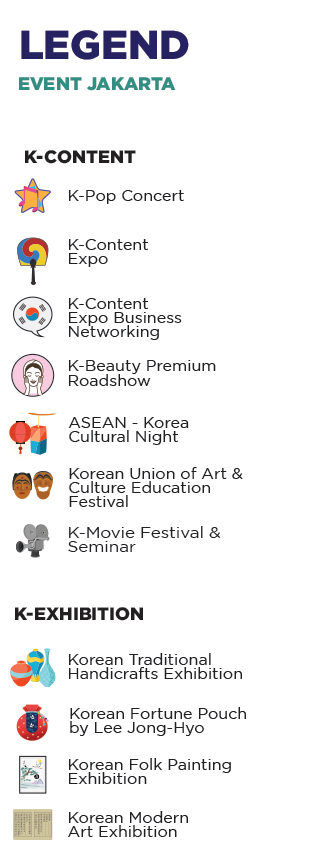 LEGEND
EVENT JAKARTA
K-CONTENT
K-Pop Concert
K-Content
Expo
K-Content
Expo Business
Networking
K-Beauty Premium
Roadshow
ASEAN - Korea
Cultural Night
Korean Union of Art &
Culture Education
Festival
K-Movie Festival &
Seminar
K-EXHIBITION
Korean Traditional
Handicrafts Exhibition
Korean Fortune Pouch
by Lee Jong-Hyo
Korean Folk Painting
Exhibition
Korean Modern
Art Exhibition